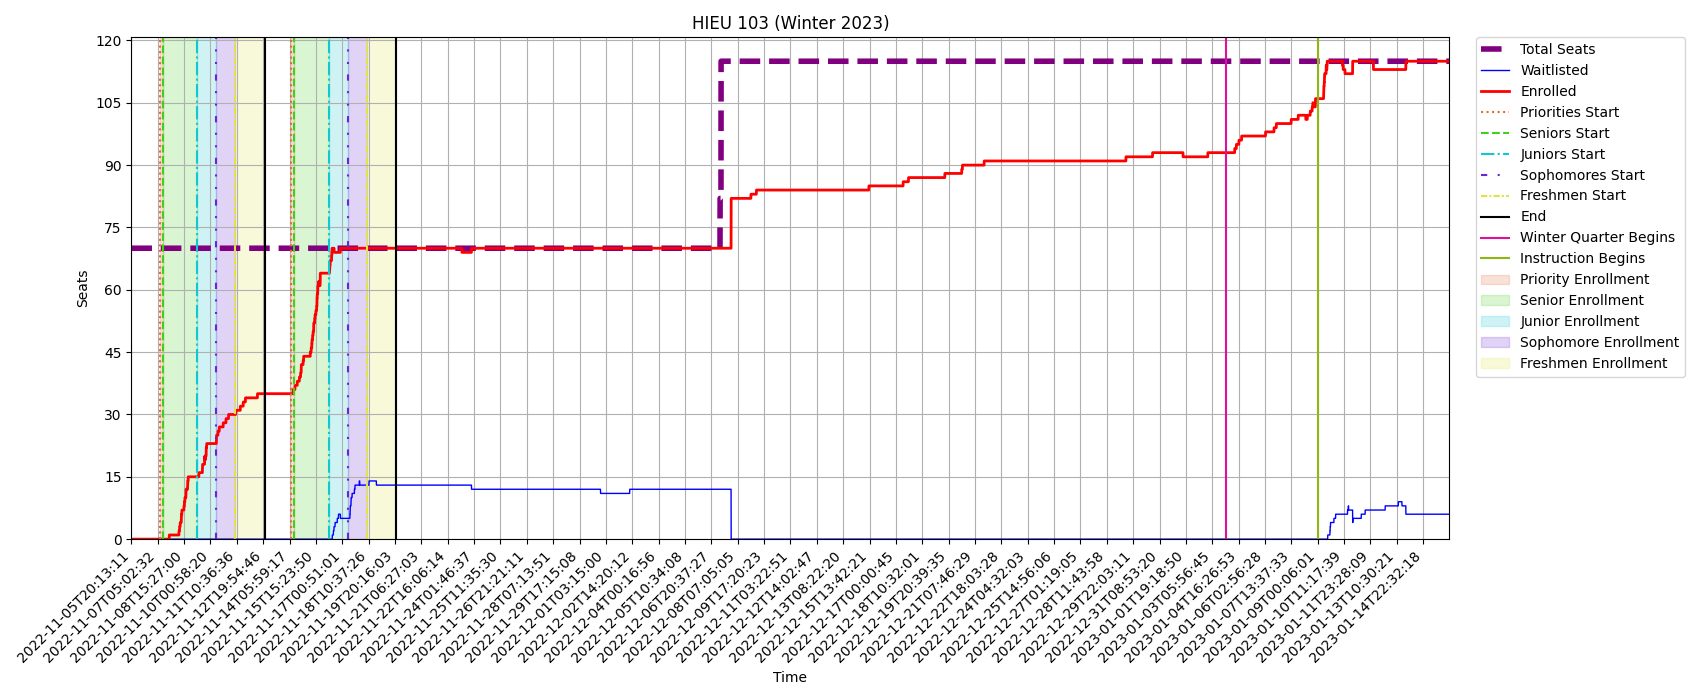 HIEU 103 (Winter 2023)
Seats
120
105
90
75
60
45
30
15
0
2022-11-05T20:13:11
2022-11-07T05:02:32
2022-11-08T15:27:00
2022-11-10T00:58:20
2022-11-11T10:36:36
2022-11-12T19:54:46
2022-11-14T05:59:17
2022-11-15T15:23:50
2022-11-17T00:51:01
2022-11-18T10:37:26
2022-11-19T20:16:03
2022-11-21T06:27:03
2022-11-22T16:06:14
2022-11-24T01:46:37
2022-11-25T11:35:30
2022-11-26T21:21:11
2022-11-28T07:13:51
2022-11-29T17:15:08
2022-12-01T03:15:00
2022-12-02T14:20:12
2022-12-04T00:16:56
2022-12-05T10:34:08
2022-12-06T20:37:27
2022-12-08T07:05:05
2022-12-09T17:20:23
2022-12-11T03:22:51
2022-12-12T14:02:47
2022-12-13T08:22:20
2022-12-15T13:42:21
2022-12-17T00:00:45
2022-12-18T10:32:01
2022-12-19T20:39:35
2022-12-21T07:46:29
2022-12-22T18:03:28
2022-12-24T04:32:03
2022-12-25T14:56:06
2022-12-27T01:19:05
2022-12-28T11:43:58
2022-12-29T22:03:11
2022-12-31T08:53:20
2023-01-01T19:18:50
2023-01-03T05:56:45
2023-01-04T16:26:53
2023-01-06T02:56:28
2023-01-07T13:37:33
2023-01-09T00:06:01
2023-01-10T11:17:39
2023-01-11T23:28:09
2023-01-13T10:30:21
2023-01-14T22:32:18
Time
Total Seats
Waitlisted
Enrolled
Priorities Start
Seniors Start
Juniors Start
Sophomores Start
Freshmen Start
End
Winter Quarter Begins
Instruction Begins
Priority Enrollment
Senior Enrollment
Junior Enrollment
Sophomore Enrollment
Freshmen Enrollment